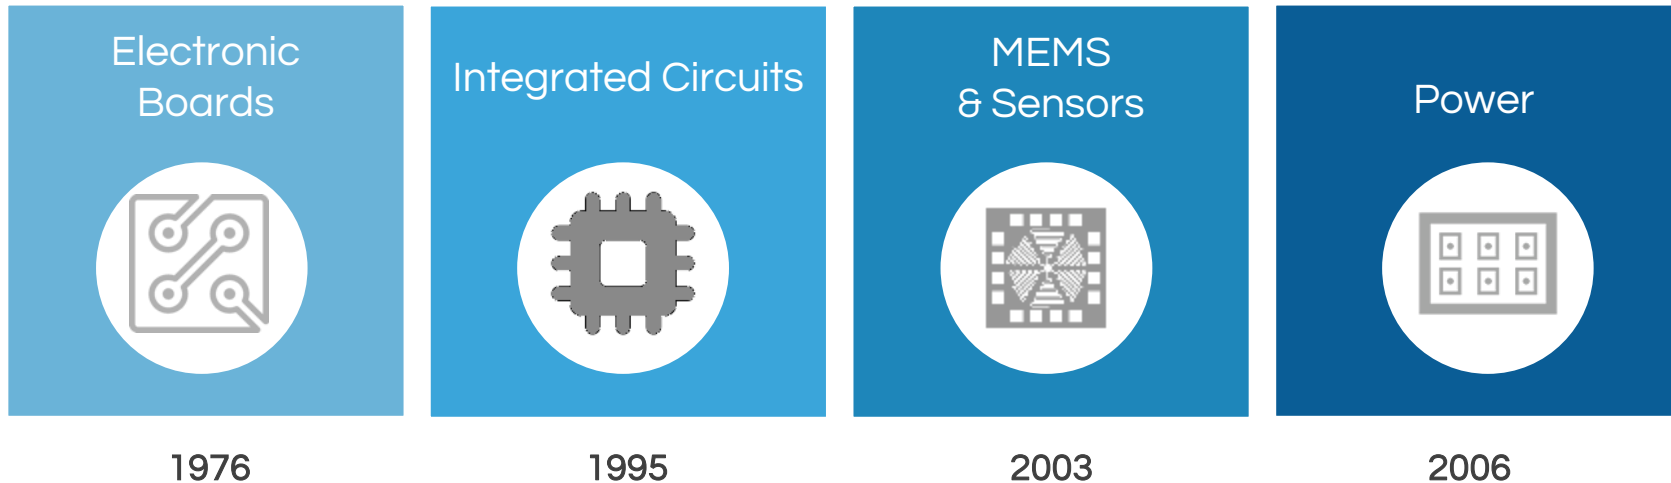 Electronic
Boards
Integrated Circuits
MEMS
& Sensors
Power
1976
1995
2003
2006